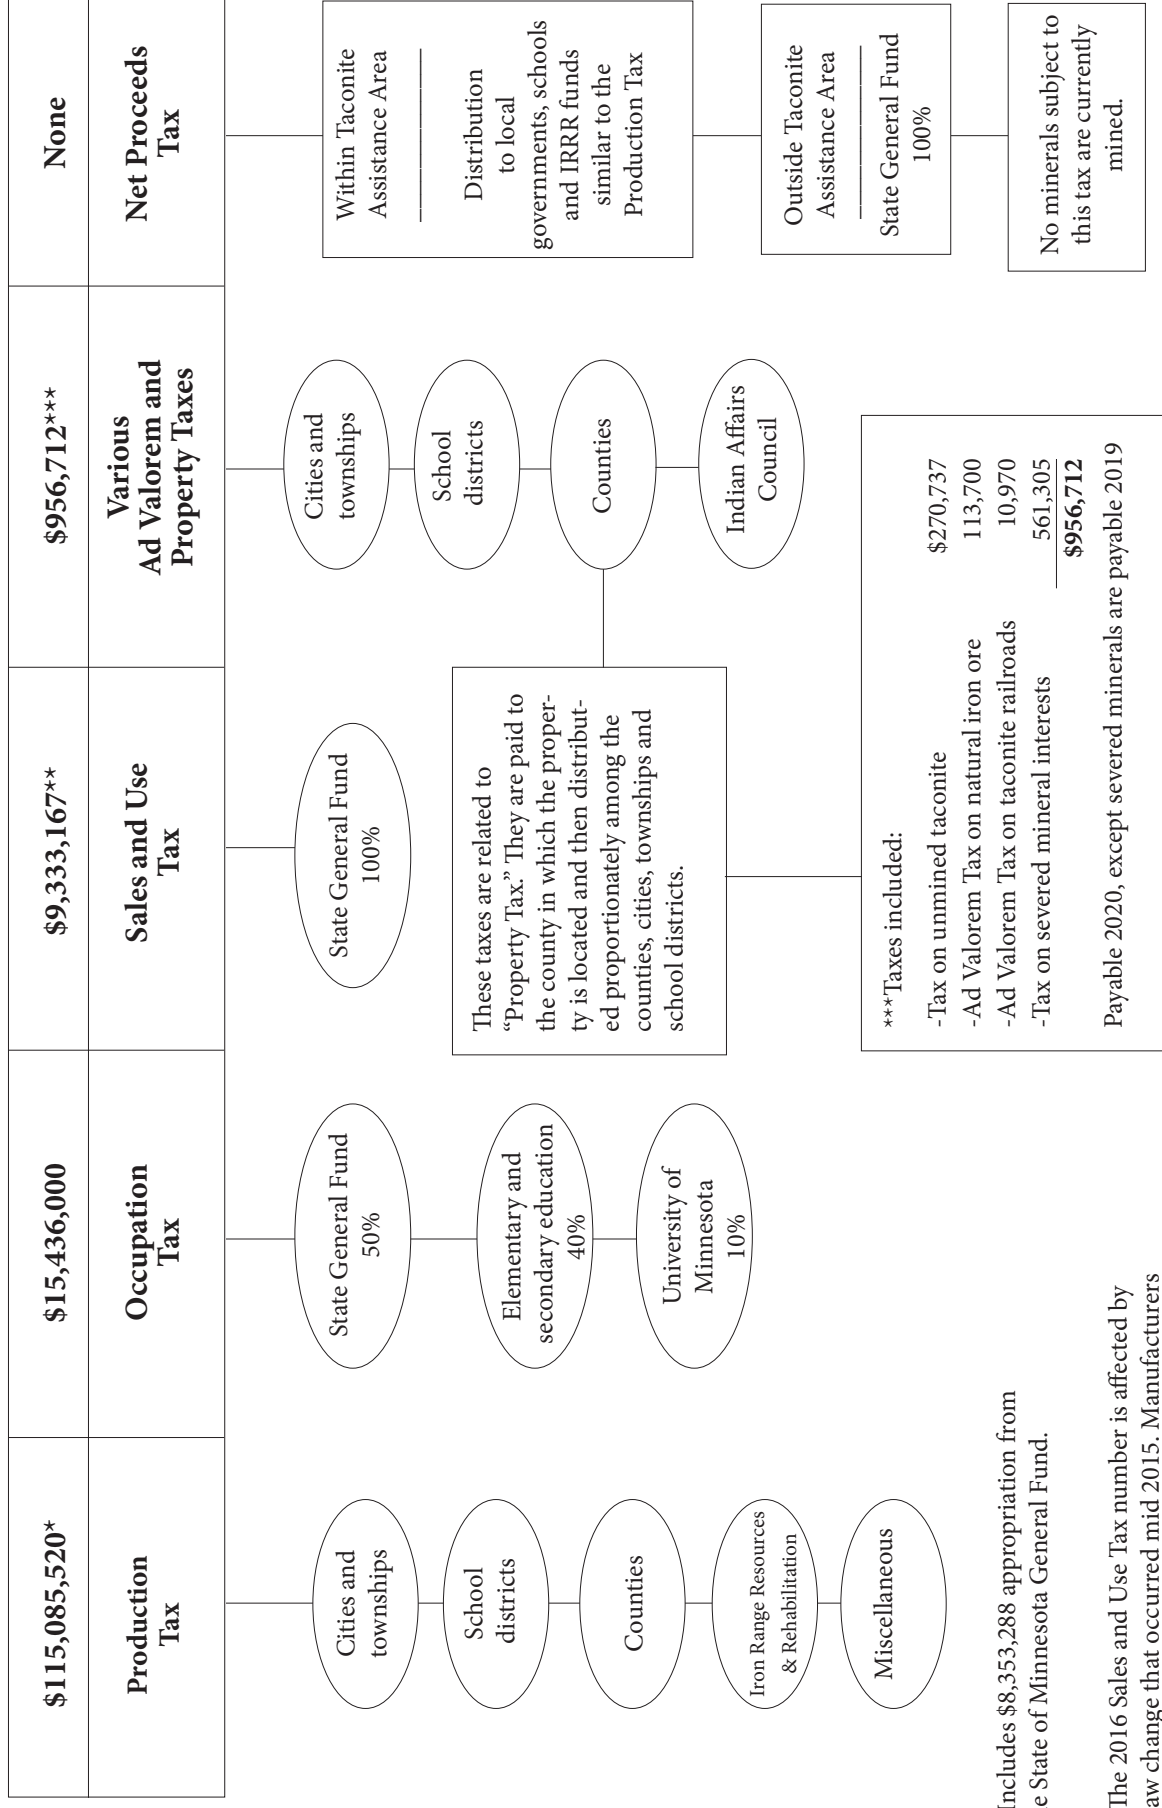 $115,085,520*
$15,436,000
$9,333,167**
$956,712***
None
Production
Tax
Occupation
Tax
Sales and Use
Tax
Various
Ad Valorem and
Property Taxes
Net Proceeds
Tax
Cities and
townships
School
districts
Counties
Iron Range Resources
& Rehabilitation
Miscellaneous
State General Fund
50%
Elementary and
secondary education
40%
University of
Minnesota
10%
State General Fund
100%
These taxes are related to
“Property Tax.” They are paid to
the county in which the proper-
ty is located and then distribut-
ed proportionately among the
counties, cities, townships and
school districts.
Cities and
townships
School
districts
Counties
Indian Affairs
Council
Within Taconite
Assistance Area
Distribution
to local
governments, schools
and IRRR funds
similar to the
Production Tax
Outside Taconite
Assistance Area
State General Fund
100%
No minerals subject to
this tax are currently
mined.
***Taxes included:
-Tax on unmined taconite $270,737
-Ad Valorem Tax on natural iron ore 113,700
-Ad Valorem Tax on taconite railroads 10,970
-Tax on severed mineral interests 561,305
$956,712
Payable 2020, except severed minerals are payable 2019
Includes $8,353,288 appropriation from
e State of Minnesota General Fund.
The 2016 Sales and Use Tax number is affected by
aw change that occurred mid 2015. Manufacturers